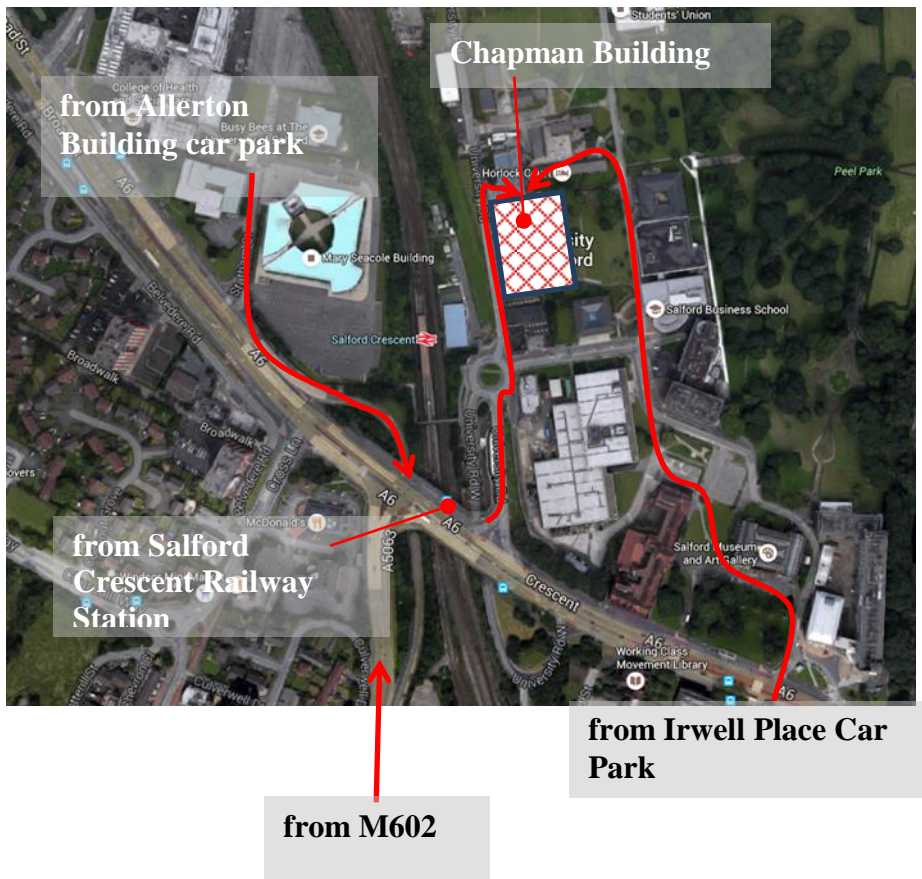 Students' Union
Chapman Building
from Allerton
Building car park
College of Health
Busy Bees at The
A6
Horlock
Peel Park
Mary Seacole Building
Belvedere Rd
Salford Business School
Salford Crescent
A6
Broadwalk
University Rd W
Broadwalk
Cross Ln
A6
A6
McDonald's
A5063
from Salford
Crescent Railway
Station
Salford Museum
and Art Gallery
Crescent
A6
Working Class
Movement Library
Culverwell
A6
from Irwell Place Car
Park
from M602